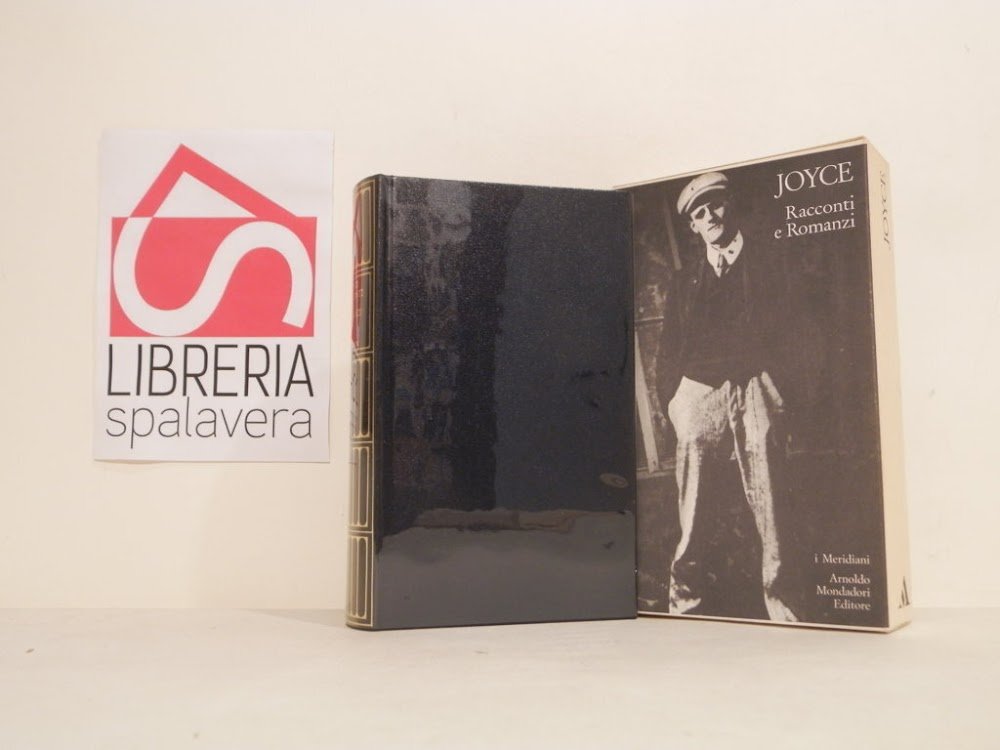 LIBRERIA
spalavera
JOYCE
Racconti
e Romanzi
i Meridiani
Arnoldo
Mondadori
Editore
JOYCE